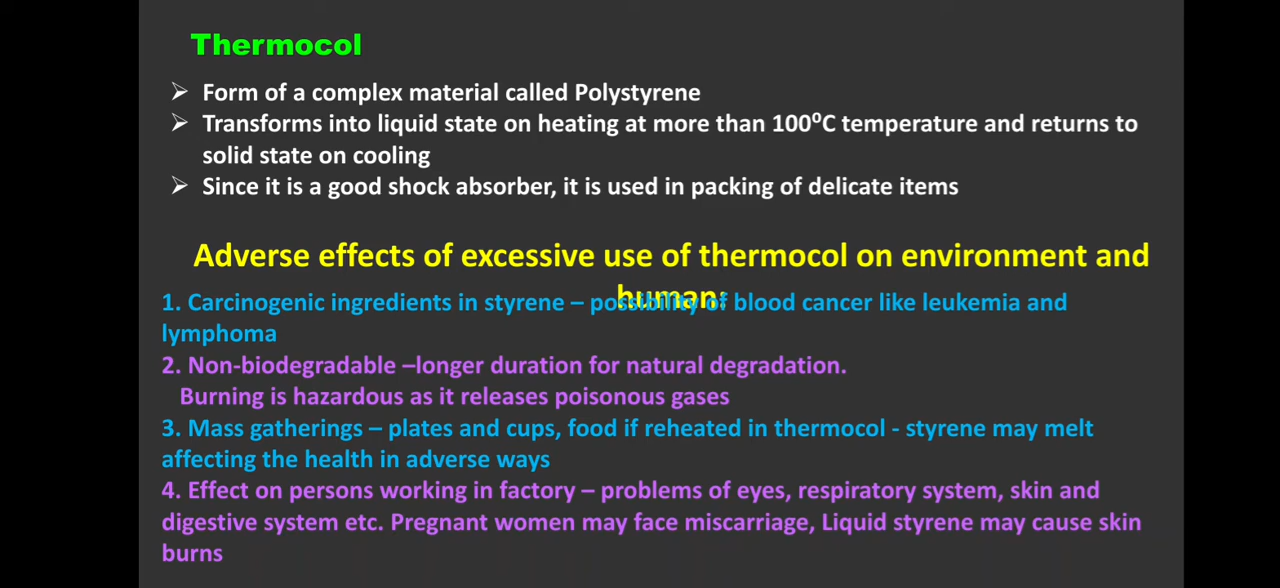 Thermocol
➢ Form of a complex material called Polystyrene
➢ Transforms into liquid state on heating at more than 100⁰C temperature and returns to
solid state on cooling
➢ Since it is a good shock absorber, it is used in packing of delicate items
Adverse effects of excessive use of thermocol on environment and
human:
1. Carcinogenic ingredients in styrene – possibility of blood cancer like leukemia and
lymphoma
2. Non-biodegradable –longer duration for natural degradation.
Burning is hazardous as it releases poisonous gases
3. Mass gatherings – plates and cups, food if reheated in thermocol - styrene may melt
affecting the health in adverse ways
4. Effect on persons working in factory – problems of eyes, respiratory system, skin and
digestive system etc. Pregnant women may face miscarriage, Liquid styrene may cause skin
burns